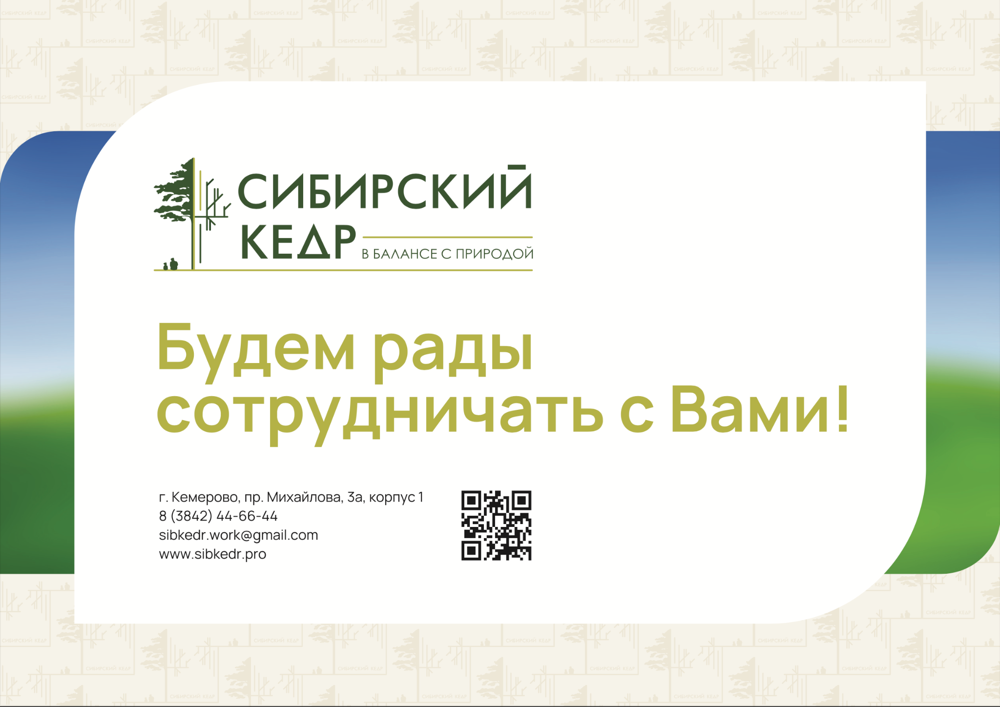 СИБИРСКИЙ
КЕДР
В БАЛАНСЕ С ПРИРОДОЙ
Будем рады
сотрудничать с Вами!
г. Кемерово, пр. Михайлова, 3а, корпус 1
8 (3842) 44-66-44
sibkedr.work@gmail.com
www.sibkedr.pro